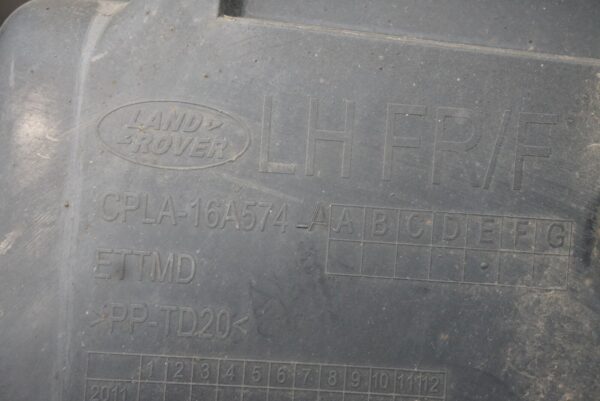 LAND ROVER LH FR/F
CPLA-16A574-A A B C D E F G
ETTMD
>PP-TD20<
1 2 3 4 5 6 7 8 9 10 11 12
2011